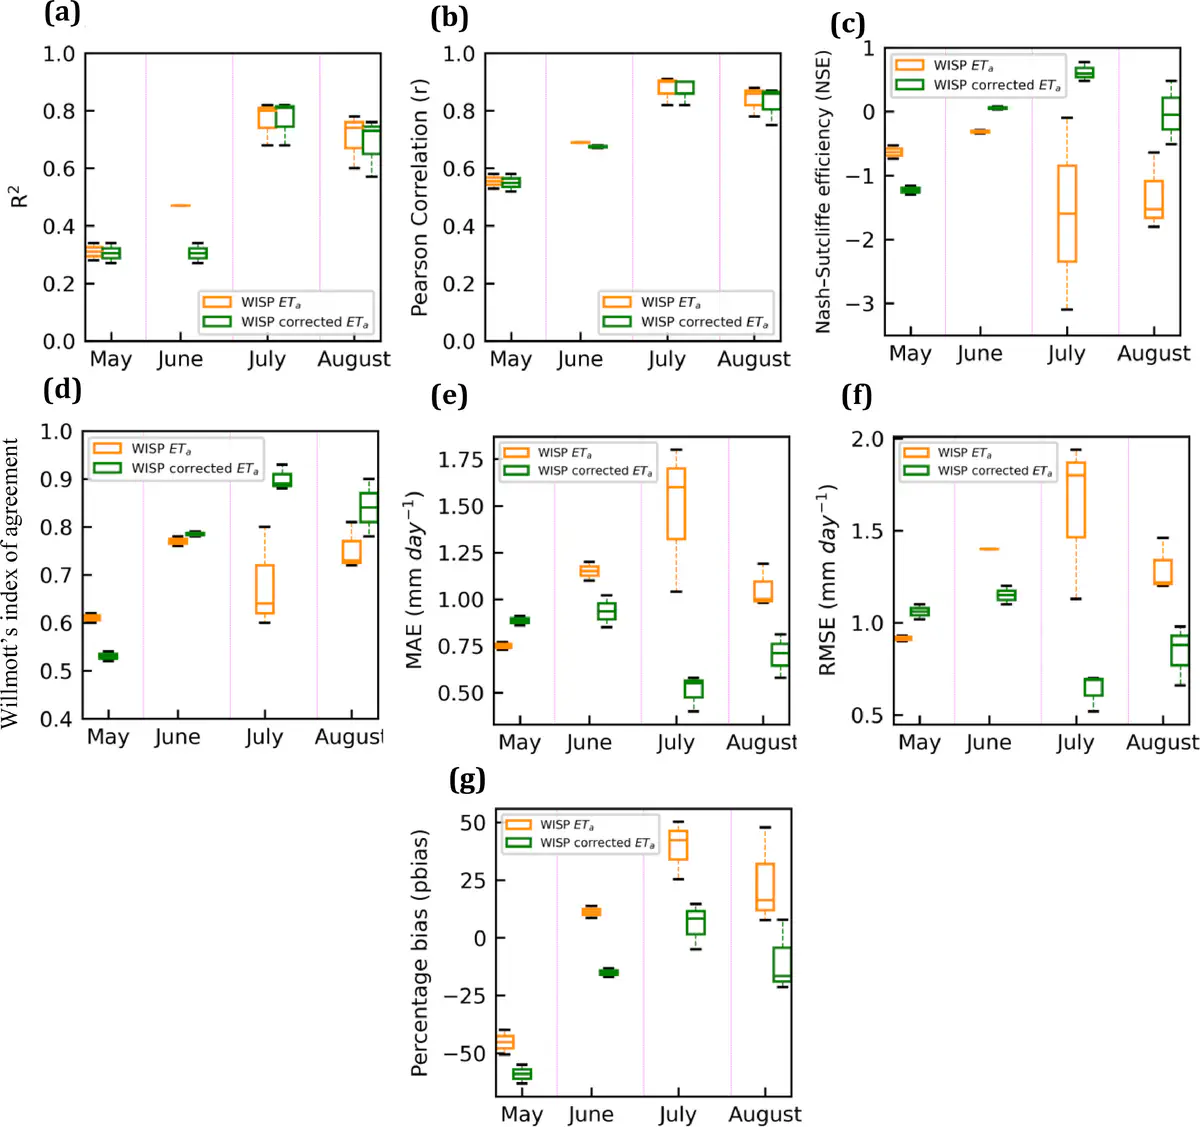 (a)
1.0
0.8
0.6
0.4
0.2
0.0
R²
WISP ETₐ
WISP corrected ETₐ
May June July August
(b)
1.0
0.8
0.6
0.4
0.2
0.0
Pearson Correlation (r)
WISP ETₐ
WISP corrected ETₐ
May June July August
(c)
1
0
−1
−2
−3
Nash–Sutcliffe efficiency (NSE)
WISP ETₐ
WISP corrected ETₐ
May June July August
(d)
1.0
0.9
0.8
0.7
0.6
0.5
0.4
Willmott's index of agreement
WISP ETₐ
WISP corrected ETₐ
May June July August
(e)
1.75
1.50
1.25
1.00
0.75
0.50
MAE (mm day⁻¹)
WISP ETₐ
WISP corrected ETₐ
May June July August
(f)
2.0
1.5
1.0
0.5
RMSE (mm day⁻¹)
WISP ETₐ
WISP corrected ETₐ
May June July August
(g)
50
25
0
−25
−50
Percentage bias (pbias)
WISP ETₐ
WISP corrected ETₐ
May June July August